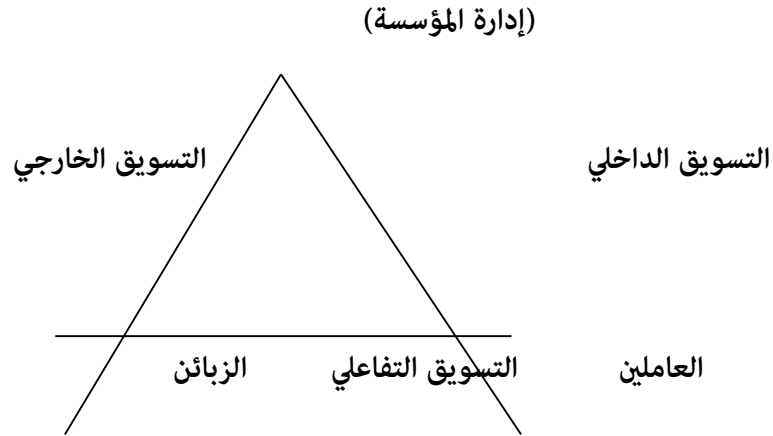 (إدارة المؤسسة)
التسويق الداخلي التسويق الخارجي
العاملين التسويق التفاعلي الزبائن